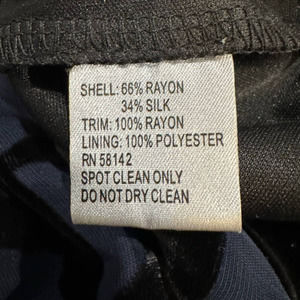 SHELL: 66% RAYON
34% SILK
TRIM: 100% RAYON
LINING: 100% POLYESTER
RN 58142
SPOT CLEAN ONLY
DO NOT DRY CLEAN